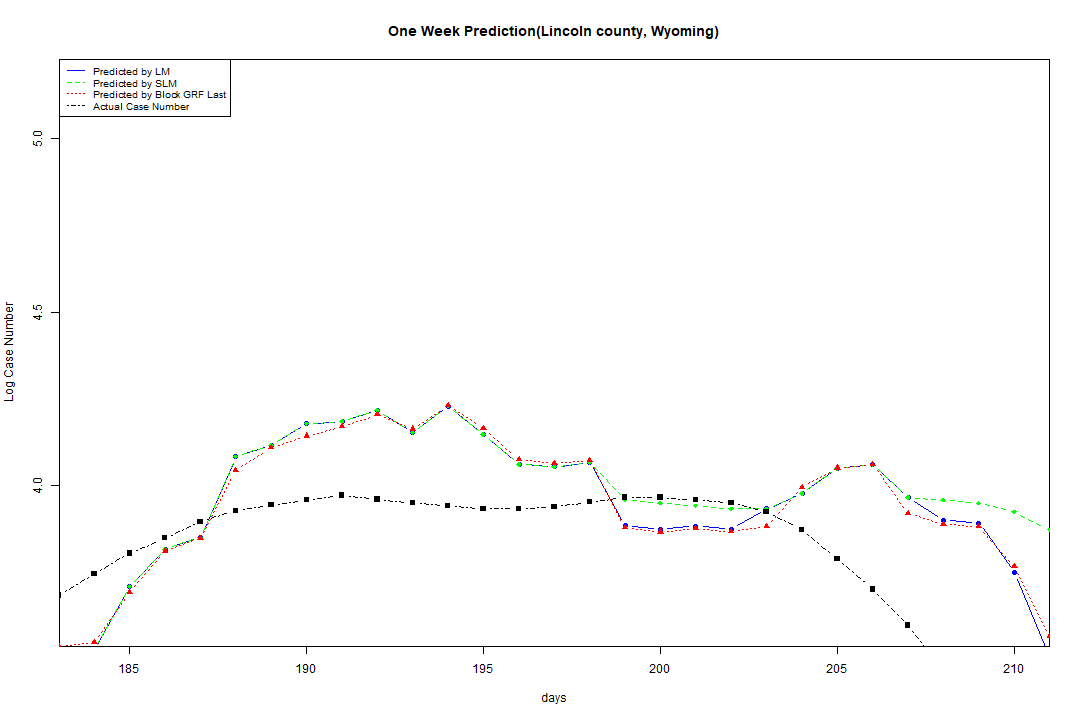 One Week Prediction(Lincoln county, Wyoming)
Predicted by LM
Predicted by SLM
Predicted by Block GRF Last
Actual Case Number
5.0
4.5
4.0
Log Case Number
185 190 195 200 205 210
days